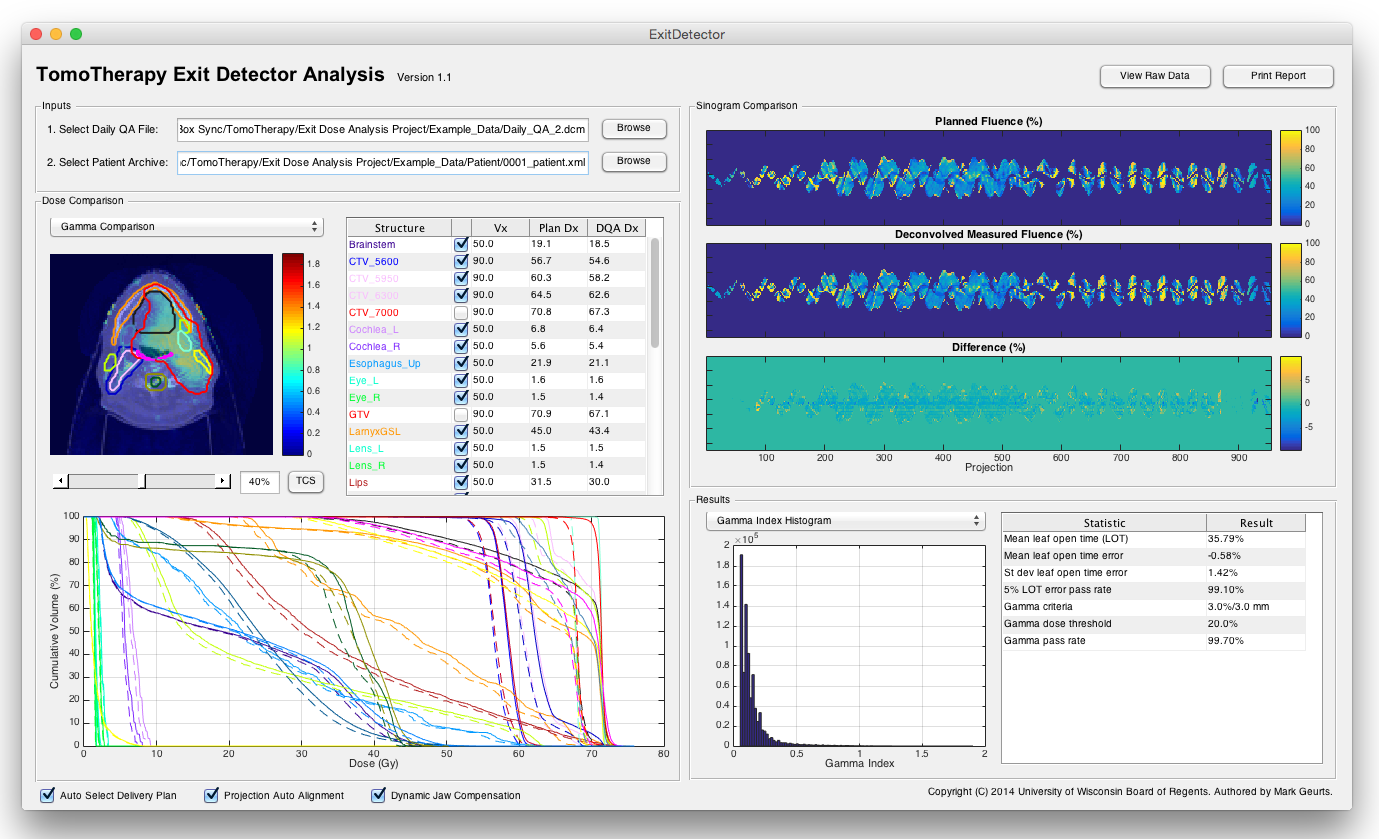 ExitDetector
TomoTherapy Exit Detector Analysis Version 1.1
View Raw Data Print Report
Inputs
1. Select Daily QA File: Box Sync/TomoTherapy/Exit Dose Analysis Project/Example_Data/Daily_QA_2.dcm Browse
2. Select Patient Archive: :c/TomoTherapy/Exit Dose Analysis Project/Example_Data/Patient/0001_patient.xml Browse
Dose Comparison
Gamma Comparison
1.8
1.6
1.4
1.2
1
0.8
0.6
0.4
0.2
0
40% TCS
Structure Vx Plan Dx DQA Dx
Brainstem 50.0 19.1 18.5
CTV_5600 90.0 56.7 54.6
CTV_5950 90.0 60.3 58.2
CTV_6300 90.0 64.5 62.6
CTV_7000 90.0 70.8 67.3
Cochlea_L 50.0 6.8 6.4
Cochlea_R 50.0 5.6 5.4
Esophagus_Up 50.0 21.9 21.1
Eye_L 50.0 1.6 1.6
Eye_R 50.0 1.5 1.4
GTV 90.0 70.9 67.1
LarnyxGSL 50.0 45.0 43.4
Lens_L 50.0 1.5 1.5
Lens_R 50.0 1.5 1.4
Lips 50.0 31.5 30.0
Cumulative Volume (%)
100
90
80
70
60
50
40
30
20
10
0
0 10 20 30 40 50 60 70 80
Dose (Gy)
Sinogram Comparison
Planned Fluence (%)
100
80
60
40
20
0
Deconvolved Measured Fluence (%)
100
80
60
40
20
0
Difference (%)
5
0
-5
100 200 300 400 500 600 700 800 900
Projection
Results
Gamma Index Histogram
×10^5
2
1.8
1.6
1.4
1.2
1
0.8
0.6
0.4
0.2
0
0 0.5 1 1.5 2
Gamma Index
Statistic Result
Mean leaf open time (LOT) 35.79%
Mean leaf open time error -0.58%
St dev leaf open time error 1.42%
5% LOT error pass rate 99.10%
Gamma criteria 3.0%/3.0 mm
Gamma dose threshold 20.0%
Gamma pass rate 99.70%
Auto Select Delivery Plan Projection Auto Alignment Dynamic Jaw Compensation
Copyright (C) 2014 University of Wisconsin Board of Regents. Authored by Mark Geurts.